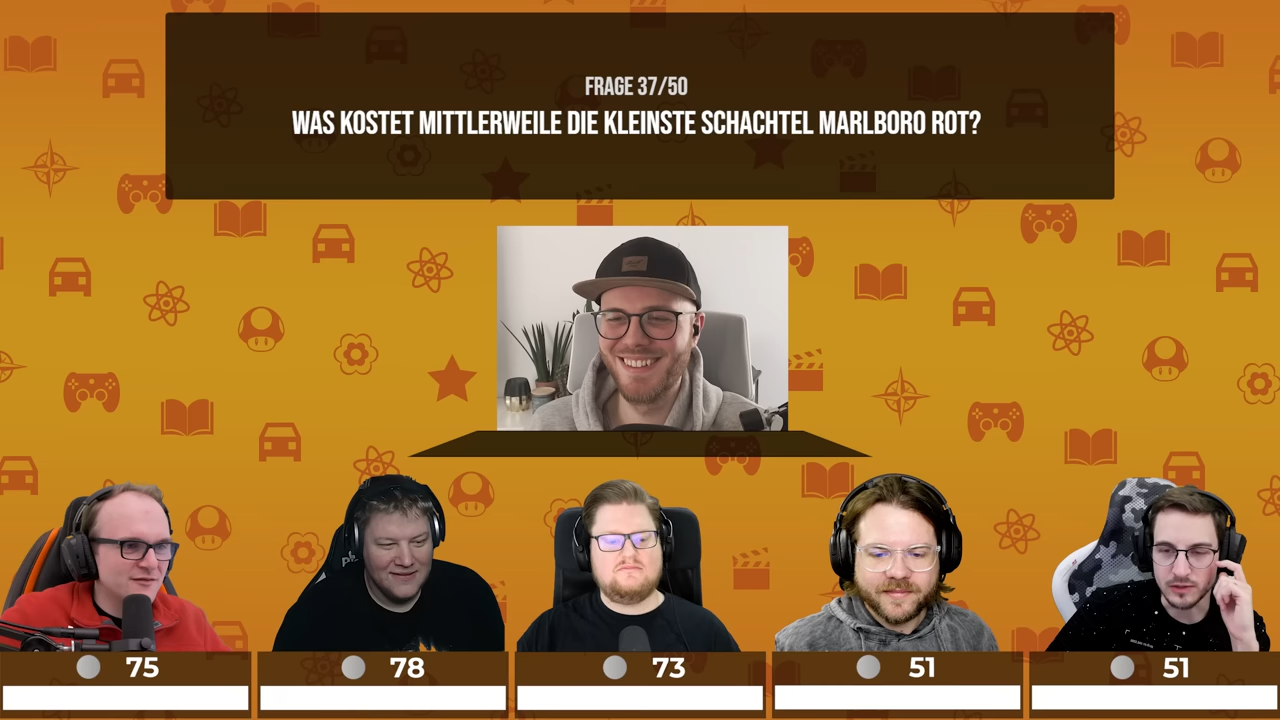 FRAGE 37/50
WAS KOSTET MITTLERWEILE DIE KLEINSTE SCHACHTEL MARLBORO ROT?
75
78
73
51
51